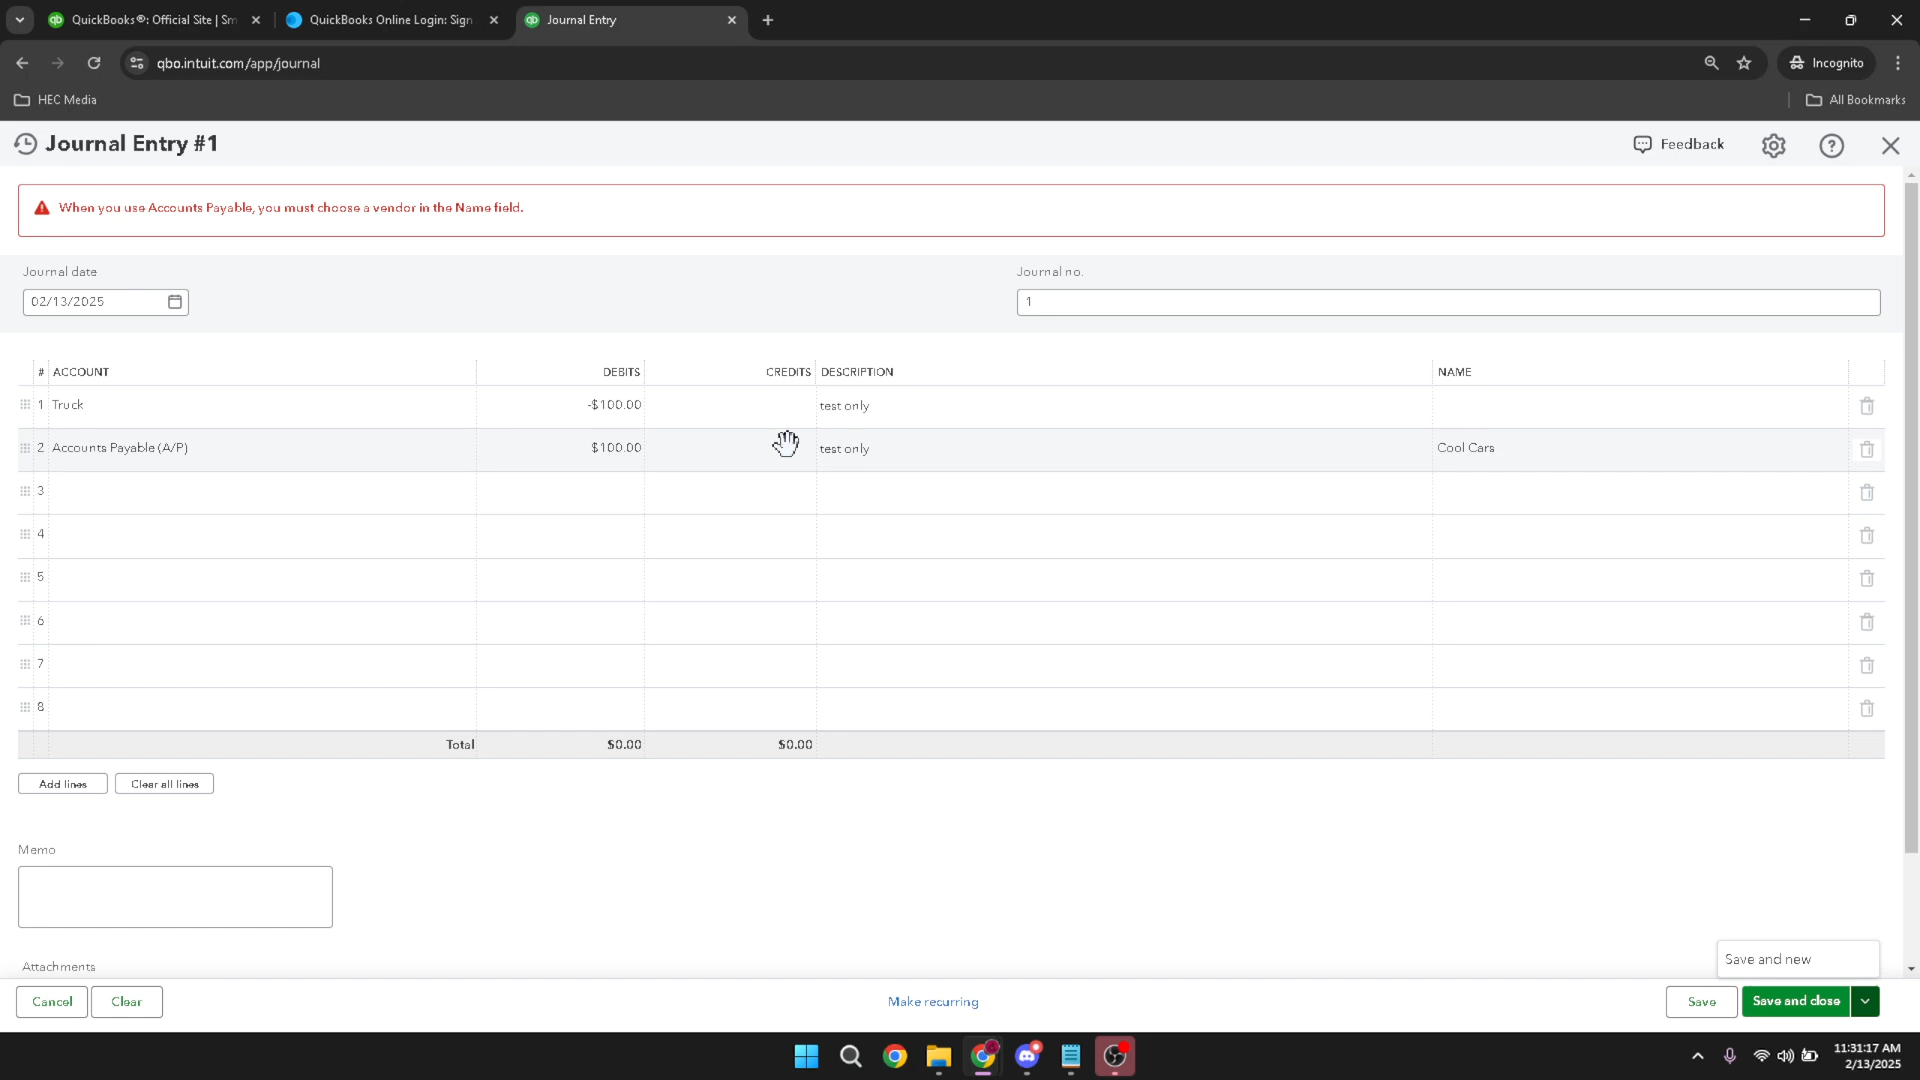 QuickBooks®: Official Site | Sm
QuickBooks Online Login: Sign
Journal Entry
qbo.intuit.com/app/journal
Incognito
HEC Media
All Bookmarks
Journal Entry #1
Feedback
When you use Accounts Payable, you must choose a vendor in the Name field.
Journal date
Journal no.
02/13/2025
1
# ACCOUNT DEBITS CREDITS DESCRIPTION NAME
1 Truck -$100.00 test only
2 Accounts Payable (A/P) $100.00 test only Cool Cars
3
4
5
6
7
8
Total $0.00 $0.00
Add lines
Clear all lines
Memo
Attachments
Save and new
Cancel
Clear
Make recurring
Save
Save and close
11:31:17 AM
2/13/2025